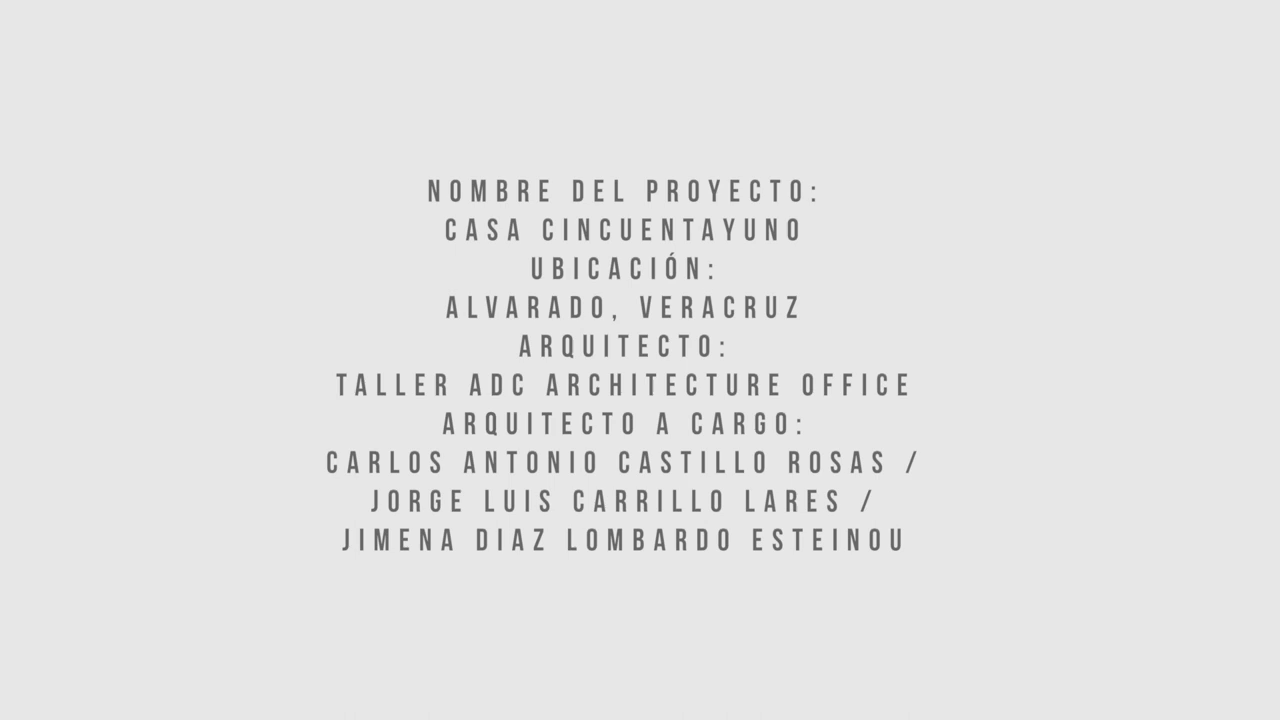 NOMBRE DEL PROYECTO:
CASA CINCUENTAYUNO
UBICACIÓN:
ALVARADO, VERACRUZ
ARQUITECTO:
TALLER ADC ARCHITECTURE OFFICE
ARQUITECTO A CARGO:
CARLOS ANTONIO CASTILLO ROSAS /
JORGE LUIS CARRILLO LARES /
JIMENA DIAZ LOMBARDO ESTEINOU